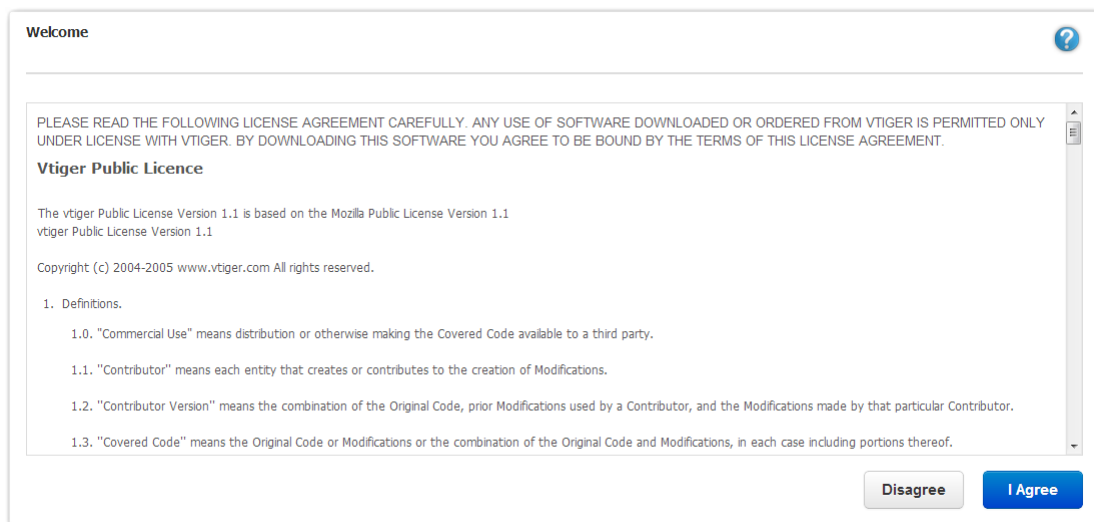 Welcome
?
PLEASE READ THE FOLLOWING LICENSE AGREEMENT CAREFULLY. ANY USE OF SOFTWARE DOWNLOADED OR ORDERED FROM VTIGER IS PERMITTED ONLY
UNDER LICENSE WITH VTIGER. BY DOWNLOADING THIS SOFTWARE YOU AGREE TO BE BOUND BY THE TERMS OF THIS LICENSE AGREEMENT.
Vtiger Public Licence
The vtiger Public License Version 1.1 is based on the Mozilla Public License Version 1.1
vtiger Public License Version 1.1
Copyright (c) 2004-2005 www.vtiger.com All rights reserved.
1. Definitions.
1.0. "Commercial Use" means distribution or otherwise making the Covered Code available to a third party.
1.1. "Contributor" means each entity that creates or contributes to the creation of Modifications.
1.2. "Contributor Version" means the combination of the Original Code, prior Modifications used by a Contributor, and the Modifications made by that particular Contributor.
1.3. "Covered Code" means the Original Code or Modifications or the combination of the Original Code and Modifications, in each case including portions thereof.
Disagree
I Agree